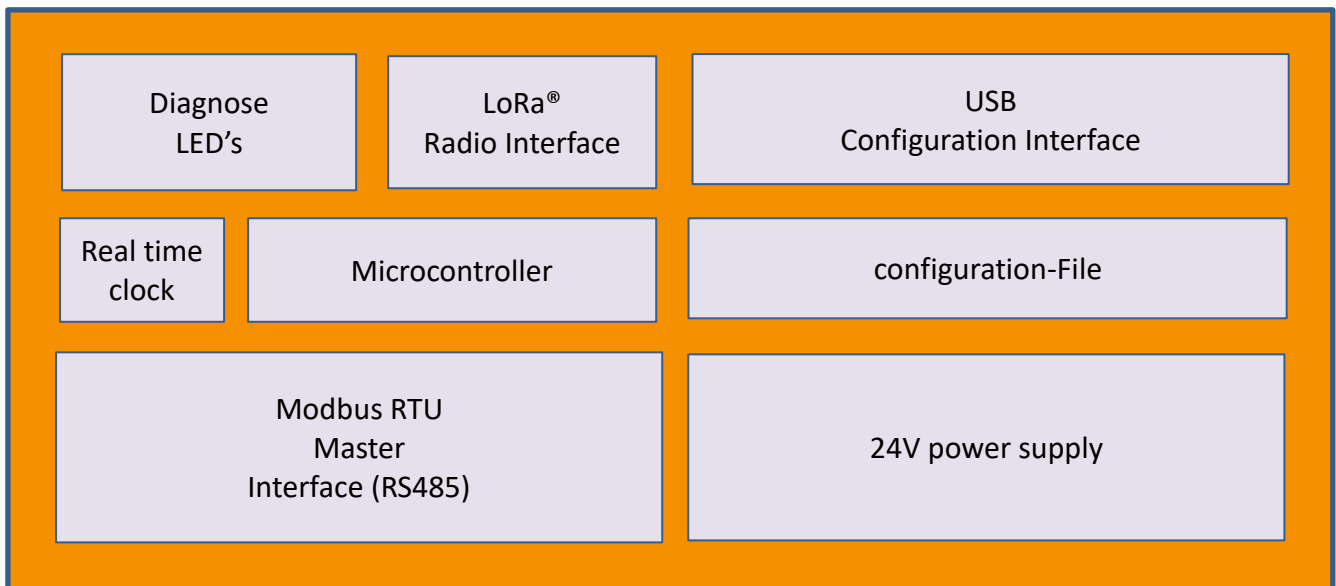 Diagnose
LED’s
LoRa®
Radio Interface
USB
Configuration Interface
Real time
clock
Microcontroller
configuration-File
Modbus RTU
Master
Interface (RS485)
24V power supply